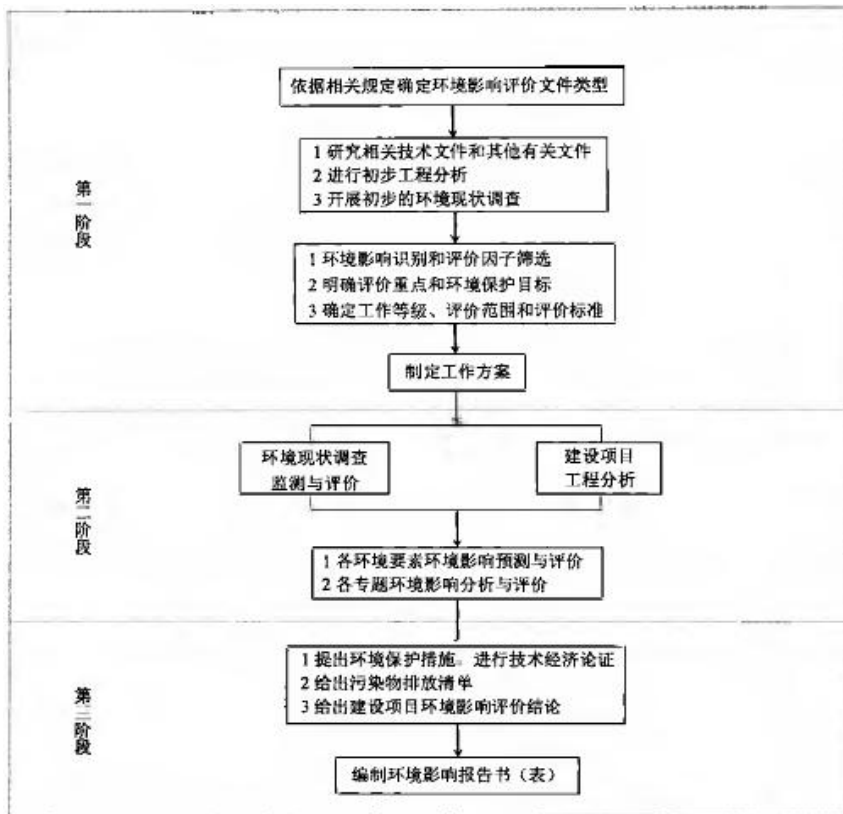 依据相关规定确定环境影响评价文件类型
1 研究相关技术文件和其他有关文件
2 进行初步工程分析
3 开展初步的环境现状调查
第一阶段
1 环境影响识别和评价因子筛选
2 明确评价重点和环境保护目标
3 确定工作等级、评价范围和评价标准
制定工作方案
环境现状调查
监测与评价
建设项目
工程分析
第二阶段
1 各环境要素环境影响预测与评价
2 各专题环境影响分析与评价
1 提出环境保护措施。进行技术经济论证
2 给出污染物排放清单
3 给出建设项目环境影响评价结论
第三阶段
编制环境影响报告书（表）